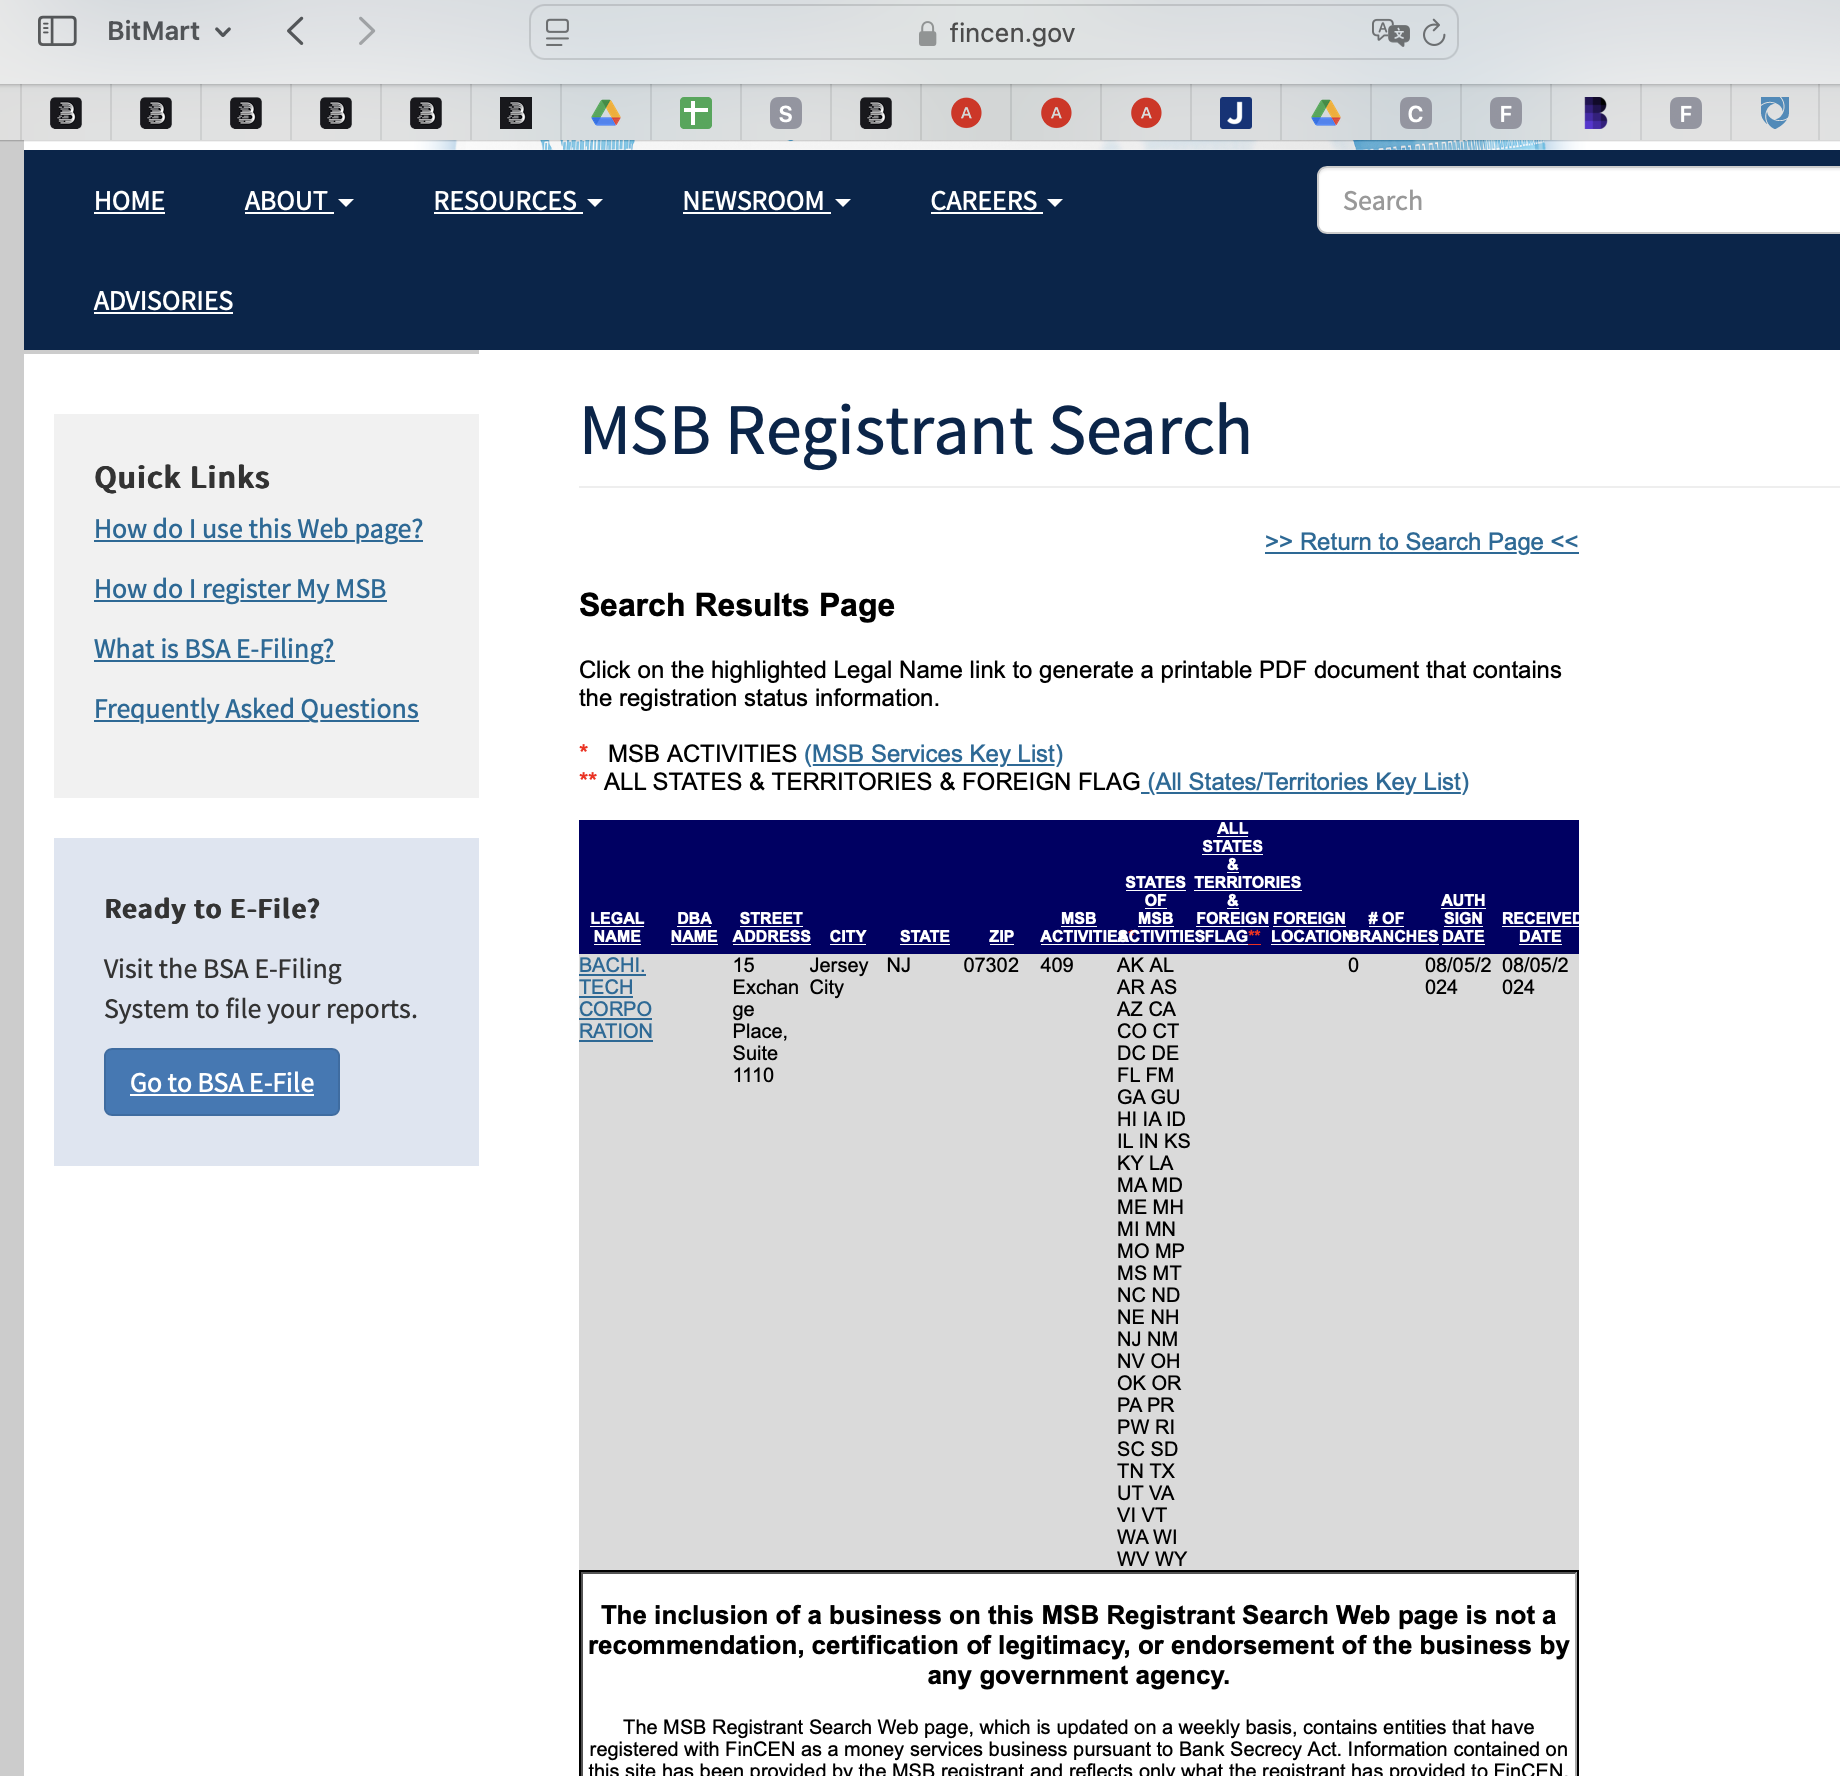 BitMart
fincen.gov
S
A
A
A
J
C
F
F
HOME
ABOUT
RESOURCES
NEWSROOM
CAREERS
Search
ADVISORIES
Quick Links
How do I use this Web page?
How do I register My MSB
What is BSA E-Filing?
Frequently Asked Questions
Ready to E-File?
Visit the BSA E-Filing
System to file your reports.
Go to BSA E-File
MSB Registrant Search
>> Return to Search Page <<
Search Results Page
Click on the highlighted Legal Name link to generate a printable PDF document that contains
the registration status information.
* MSB ACTIVITIES (MSB Services Key List)
** ALL STATES & TERRITORIES & FOREIGN FLAG (All States/Territories Key List)
LEGAL
NAME
DBA
NAME
STREET
ADDRESS
CITY
STATE
ZIP
MSB
ACTIVITIES
STATES
OF
MSB
ACTIVITIES
ALL
STATES
&
TERRITORIES
&
FOREIGN
FLAG**
FOREIGN
LOCATION
# OF
BRANCHES
AUTH
SIGN
DATE
RECEIVED
DATE
BACHI.
TECH
CORPO
RATION
15
Exchan
ge
Place,
Suite
1110
Jersey
City
NJ
07302
409
AK AL
AR AS
AZ CA
CO CT
DC DE
FL FM
GA GU
HI IA ID
IL IN KS
KY LA
MA MD
ME MH
MI MN
MO MP
MS MT
NC ND
NE NH
NJ NM
NV OH
OK OR
PA PR
PW RI
SC SD
TN TX
UT VA
VI VT
WA WI
WV WY
0
08/05/2
024
08/05/2
024
The inclusion of a business on this MSB Registrant Search Web page is not a
recommendation, certification of legitimacy, or endorsement of the business by
any government agency.
The MSB Registrant Search Web page, which is updated on a weekly basis, contains entities that have
registered with FinCEN as a money services business pursuant to Bank Secrecy Act. Information contained on
this site has been provided by the MSB registrant and reflects only what the registrant has provided to FinCEN.